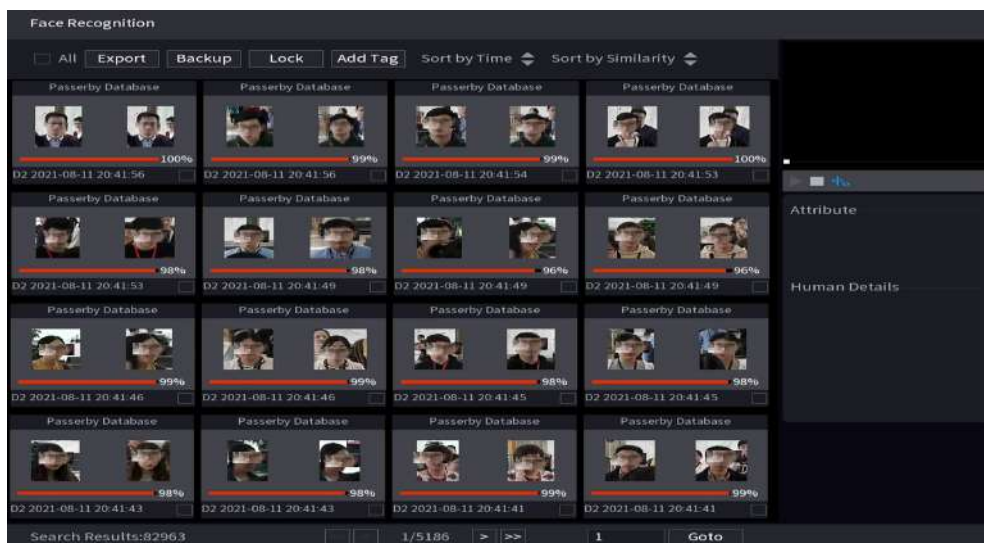 Face Recognition
All Export Backup Lock Add Tag Sort by Time Sort by Similarity
Passerby Database Passerby Database Passerby Database Passerby Database
100% 99% 99% 100%
D2 2021-08-11 20:41:56 D2 2021-08-11 20:41:56 D2 2021-08-11 20:41:54 D2 2021-08-11 20:41:53
Passerby Database Passerby Database Passerby Database Passerby Database
Attribute
98% 98% 96% 96%
D2 2021-08-11 20:41:53 D2 2021-08-11 20:41:49 D2 2021-08-11 20:41:49 D2 2021-08-11 20:41:49
Human Details
Passerby Database Passerby Database Passerby Database Passerby Database
99% 99% 98% 98%
D2 2021-08-11 20:41:46 D2 2021-08-11 20:41:46 D2 2021-08-11 20:41:45 D2 2021-08-11 20:41:45
Passerby Database Passerby Database Passerby Database Passerby Database
98% 98% 99% 99%
D2 2021-08-11 20:41:43 D2 2021-08-11 20:41:43 D2 2021-08-11 20:41:41 D2 2021-08-11 20:41:41
Search Results:82963 1/5186 > >> 1 Goto